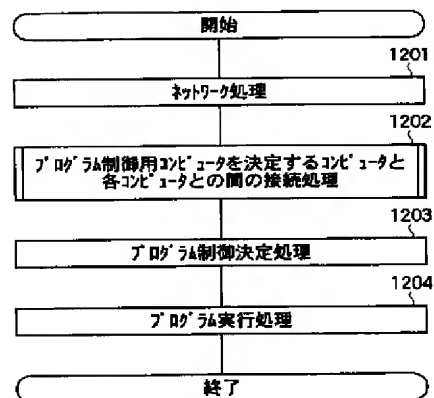 開始
1201
ﾈｯﾄﾜｰｸ処理
1202
ﾌﾟﾛｸﾞﾗﾑ制御用ｺﾝﾋﾟｭｰﾀを決定するｺﾝﾋﾟｭｰﾀと
各ｺﾝﾋﾟｭｰﾀとの間の接続処理
1203
ﾌﾟﾛｸﾞﾗﾑ制御決定処理
1204
ﾌﾟﾛｸﾞﾗﾑ実行処理
終了